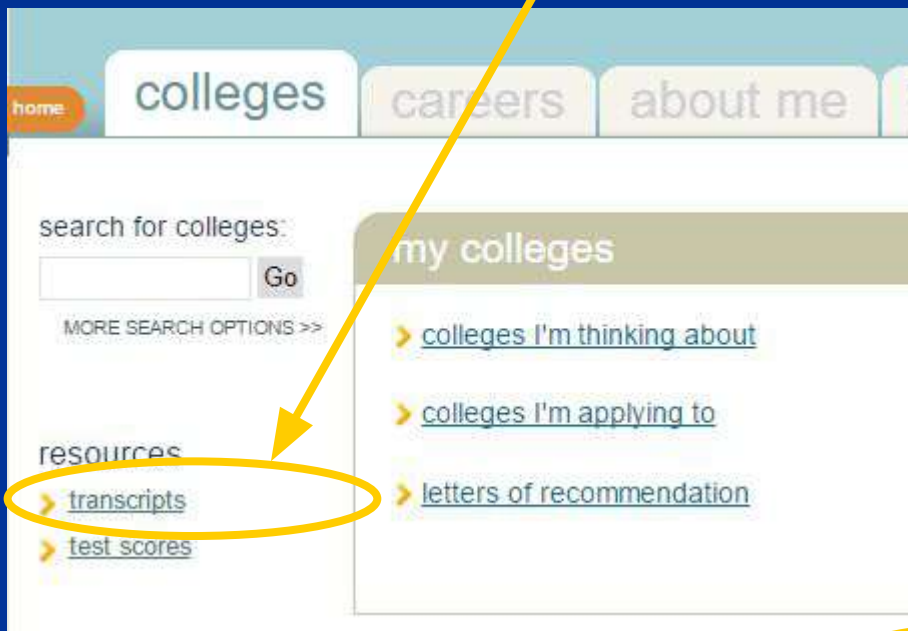 home
colleges
careers
about me
search for colleges:
Go
MORE SEARCH OPTIONS >>
my colleges
colleges I'm thinking about
colleges I'm applying to
letters of recommendation
resources
transcripts
test scores